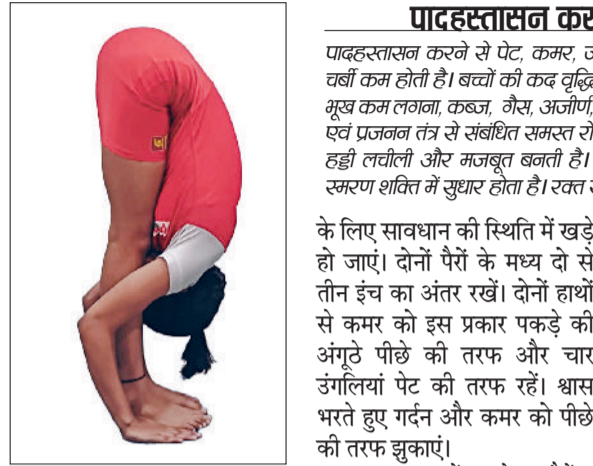 पादहस्तासन कर
पादहस्तासन करने से पेट, कमर,
चर्बी कम होती है। बच्चों की कद वृद्धि
भूख कम लगना, कब्ज, गैस, अजीर्ण,
एवं प्रजनन तंत्र से संबंधित समस्त रो
हड्डी लचीली और मजबूत बनती है।
स्मरण शक्ति में सुधार होता है। रक्त
के लिए सावधान की स्थिति में खड़े
हो जाएं। दोनों पैरों के मध्य दो से
तीन इंच का अंतर रखें। दोनों हाथों
से कमर को इस प्रकार पकड़े की
अंगूठे पीछे की तरफ और चार
उंगलियां पेट की तरफ रहें। श्वास
भरते हुए गर्दन और कमर को पीछे
की तरफ झुकाएं।